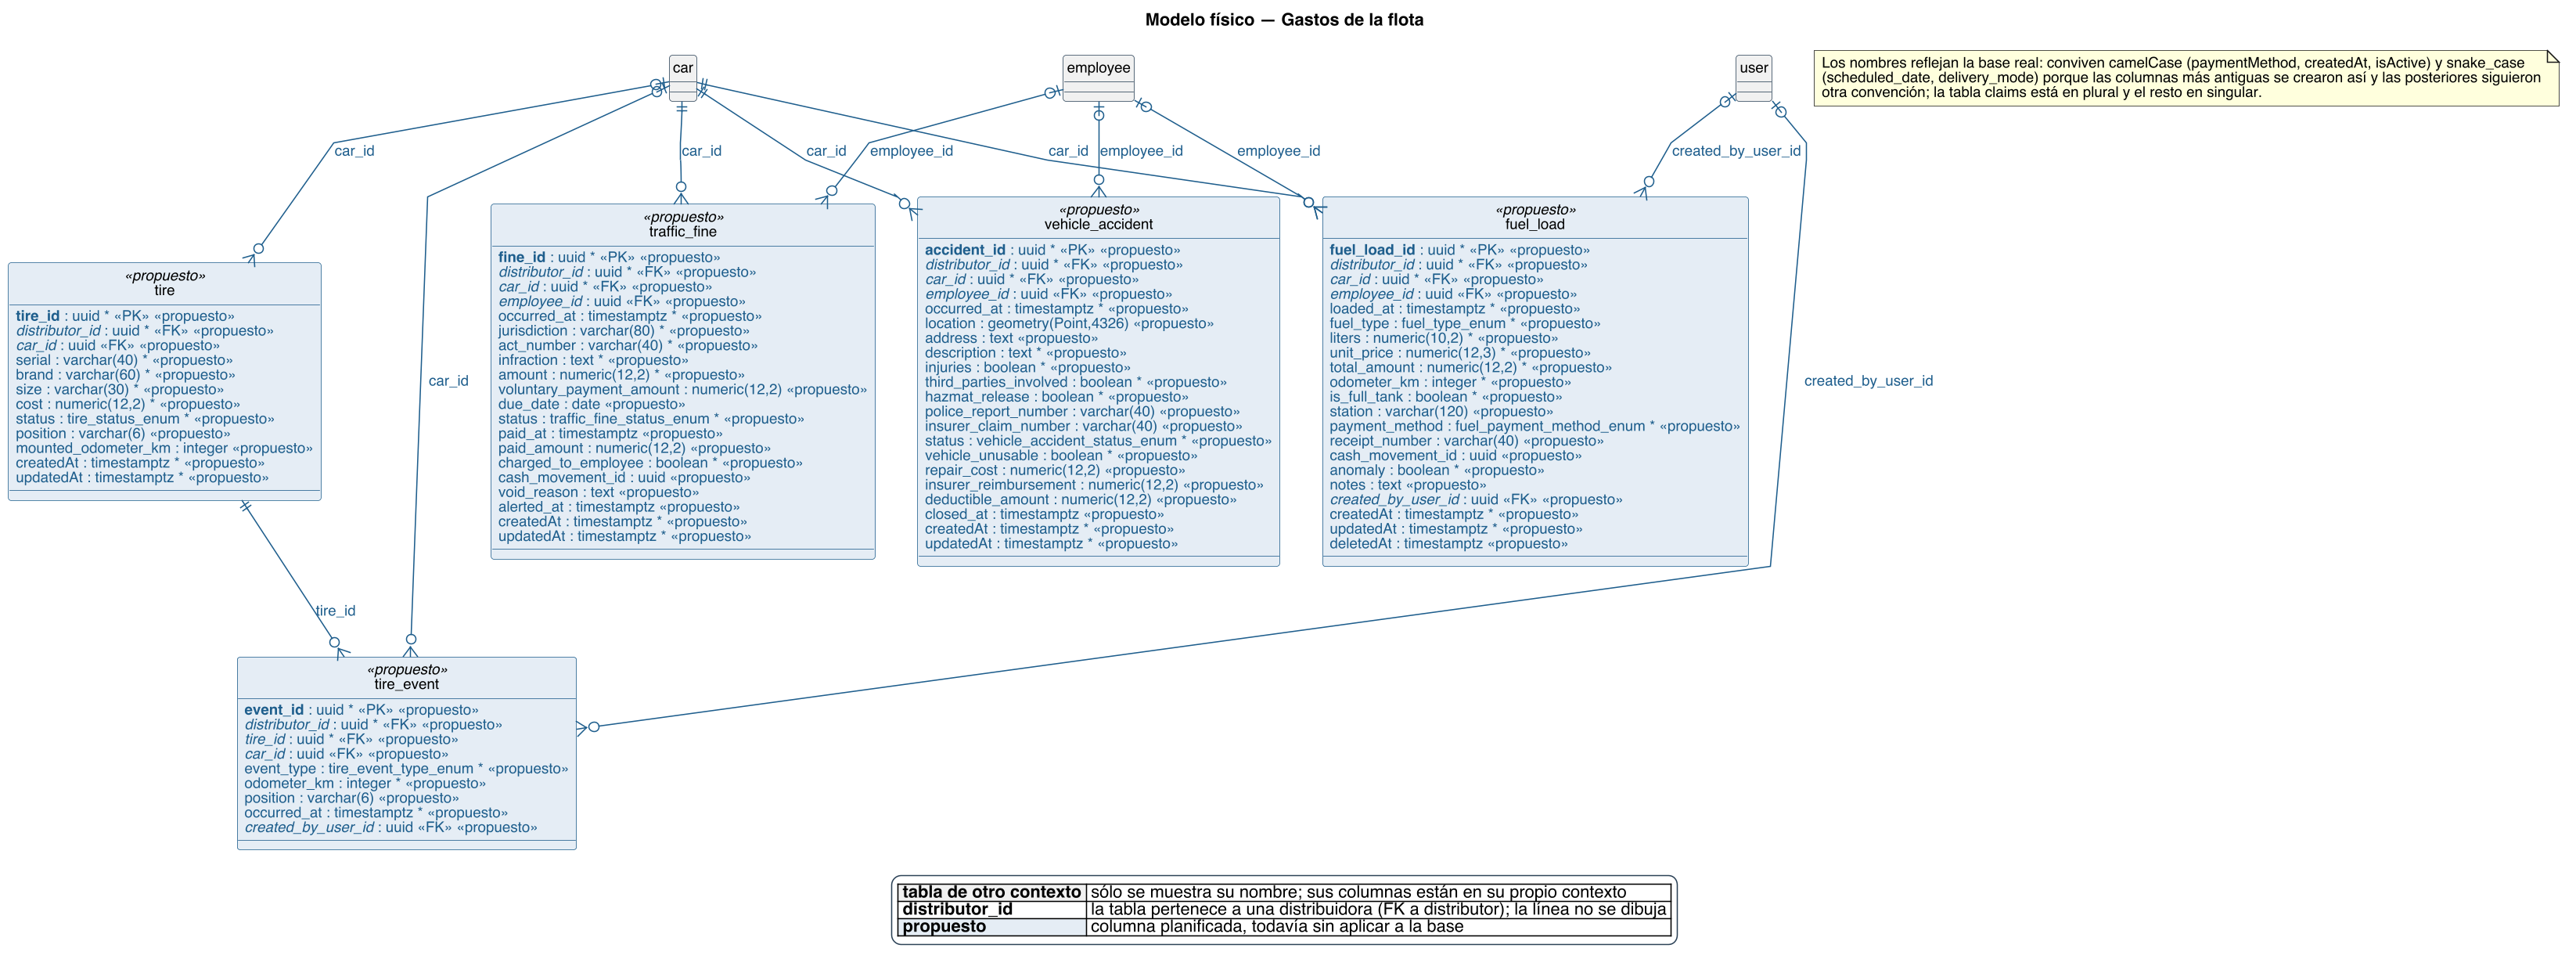 Modelo físico — Gastos de la flota
car
employee
user
Los nombres reflejan la base real: conviven camelCase (paymentMethod, createdAt, isActive) y snake_case
(scheduled_date, delivery_mode) porque las columnas más antiguas se crearon así y las posteriores siguieron
otra convención; la tabla claims está en plural y el resto en singular.
car_id
car_id
car_id
employee_id
car_id
employee_id
employee_id
created_by_user_id
«propuesto»
tire
tire_id : uuid * «PK» «propuesto»
distributor_id : uuid * «FK» «propuesto»
car_id : uuid «FK» «propuesto»
serial : varchar(40) * «propuesto»
brand : varchar(60) * «propuesto»
size : varchar(30) * «propuesto»
cost : numeric(12,2) * «propuesto»
status : tire_status_enum * «propuesto»
position : varchar(6) «propuesto»
mounted_odometer_km : integer «propuesto»
createdAt : timestamptz * «propuesto»
updatedAt : timestamptz * «propuesto»
car_id
«propuesto»
traffic_fine
fine_id : uuid * «PK» «propuesto»
distributor_id : uuid * «FK» «propuesto»
car_id : uuid * «FK» «propuesto»
employee_id : uuid «FK» «propuesto»
occurred_at : timestamptz * «propuesto»
jurisdiction : varchar(80) * «propuesto»
act_number : varchar(40) * «propuesto»
infraction : text * «propuesto»
amount : numeric(12,2) * «propuesto»
voluntary_payment_amount : numeric(12,2) «propuesto»
due_date : date «propuesto»
status : traffic_fine_status_enum * «propuesto»
paid_at : timestamptz «propuesto»
paid_amount : numeric(12,2) «propuesto»
charged_to_employee : boolean * «propuesto»
cash_movement_id : uuid «propuesto»
void_reason : text «propuesto»
alerted_at : timestamptz «propuesto»
createdAt : timestamptz * «propuesto»
updatedAt : timestamptz * «propuesto»
«propuesto»
vehicle_accident
accident_id : uuid * «PK» «propuesto»
distributor_id : uuid * «FK» «propuesto»
car_id : uuid * «FK» «propuesto»
employee_id : uuid «FK» «propuesto»
occurred_at : timestamptz * «propuesto»
location : geometry(Point,4326) «propuesto»
address : text «propuesto»
description : text * «propuesto»
injuries : boolean * «propuesto»
third_parties_involved : boolean * «propuesto»
hazmat_release : boolean * «propuesto»
police_report_number : varchar(40) «propuesto»
insurer_claim_number : varchar(40) «propuesto»
status : vehicle_accident_status_enum * «propuesto»
vehicle_unusable : boolean * «propuesto»
repair_cost : numeric(12,2) «propuesto»
insurer_reimbursement : numeric(12,2) «propuesto»
deductible_amount : numeric(12,2) «propuesto»
closed_at : timestamptz «propuesto»
createdAt : timestamptz * «propuesto»
updatedAt : timestamptz * «propuesto»
«propuesto»
fuel_load
fuel_load_id : uuid * «PK» «propuesto»
distributor_id : uuid * «FK» «propuesto»
car_id : uuid * «FK» «propuesto»
employee_id : uuid «FK» «propuesto»
loaded_at : timestamptz * «propuesto»
fuel_type : fuel_type_enum * «propuesto»
liters : numeric(10,2) * «propuesto»
unit_price : numeric(12,3) * «propuesto»
total_amount : numeric(12,2) * «propuesto»
odometer_km : integer * «propuesto»
is_full_tank : boolean * «propuesto»
station : varchar(120) «propuesto»
payment_method : fuel_payment_method_enum * «propuesto»
receipt_number : varchar(40) «propuesto»
cash_movement_id : uuid «propuesto»
anomaly : boolean * «propuesto»
notes : text «propuesto»
created_by_user_id : uuid «FK» «propuesto»
createdAt : timestamptz * «propuesto»
updatedAt : timestamptz * «propuesto»
deletedAt : timestamptz «propuesto»
created_by_user_id
tire_id
«propuesto»
tire_event
event_id : uuid * «PK» «propuesto»
distributor_id : uuid * «FK» «propuesto»
tire_id : uuid * «FK» «propuesto»
car_id : uuid «FK» «propuesto»
event_type : tire_event_type_enum * «propuesto»
odometer_km : integer * «propuesto»
position : varchar(6) «propuesto»
occurred_at : timestamptz * «propuesto»
created_by_user_id : uuid «FK» «propuesto»
tabla de otro contexto sólo se muestra su nombre; sus columnas están en su propio contexto
distributor_id la tabla pertenece a una distribuidora (FK a distributor); la línea no se dibuja
propuesto columna planificada, todavía sin aplicar a la base